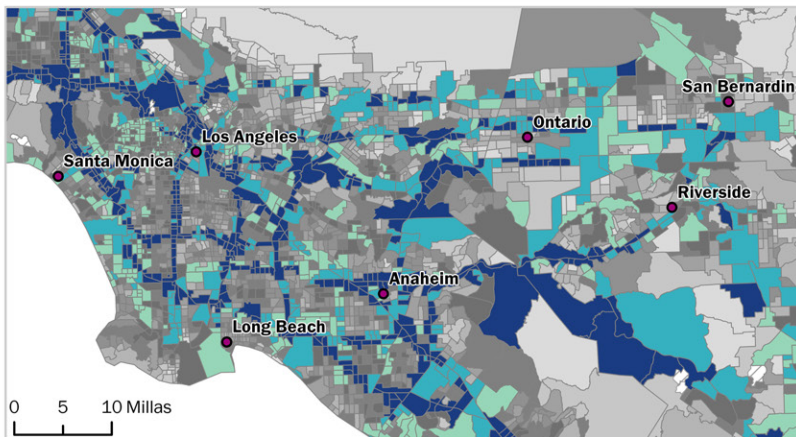 San Bernardin
Ontario
Los Angeles
Santa Monica
Riverside
Anaheim
Long Beach
0 5 10 Millas